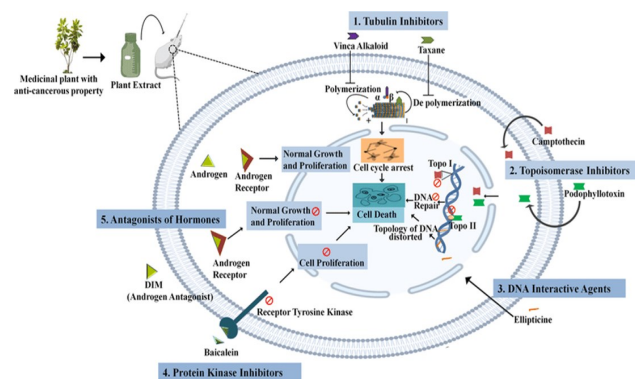 1. Tubulin Inhibitors
Vinca Alkaloid
Taxane
Medicinal plant with
anti-cancerous property
Plant Extract
Polymerization
α
β
De polymerization
+
Cell cycle arrest
Topo I
Camptothecin
2. Topoisomerase Inhibitors
Podophyllotoxin
Androgen
Androgen
Receptor
Normal Growth
and Proliferation
DNA
Repair
Cell Death
Topo II
Topology of DNA
distorted
5. Antagonists of Hormones
Normal Growth
and Proliferation
Androgen
Receptor
Cell Proliferation
DIM
(Androgen Antagonist)
Receptor Tyrosine Kinase
3. DNA Interactive Agents
Ellipticine
Baicalein
4. Protein Kinase Inhibitors